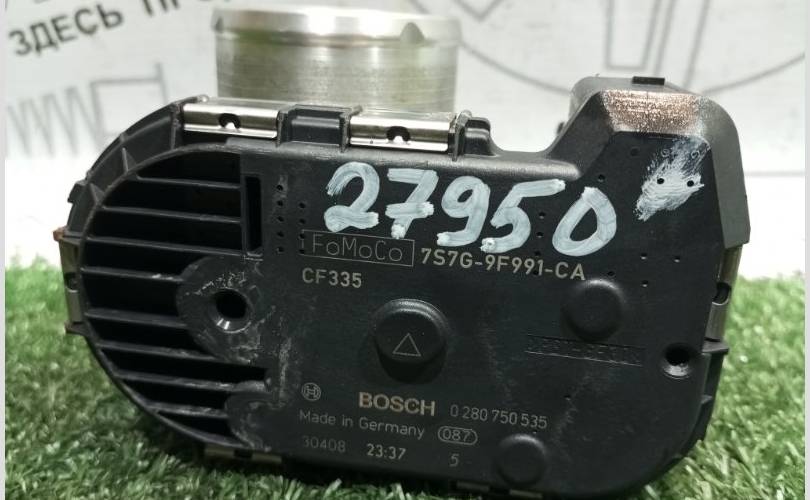 ЗДЕСЬ
27950
FoMoCo 7S7G-9F991-CA
CF335
BOSCH 0 280 750 535
Made in Germany 087
30408 23:37 5